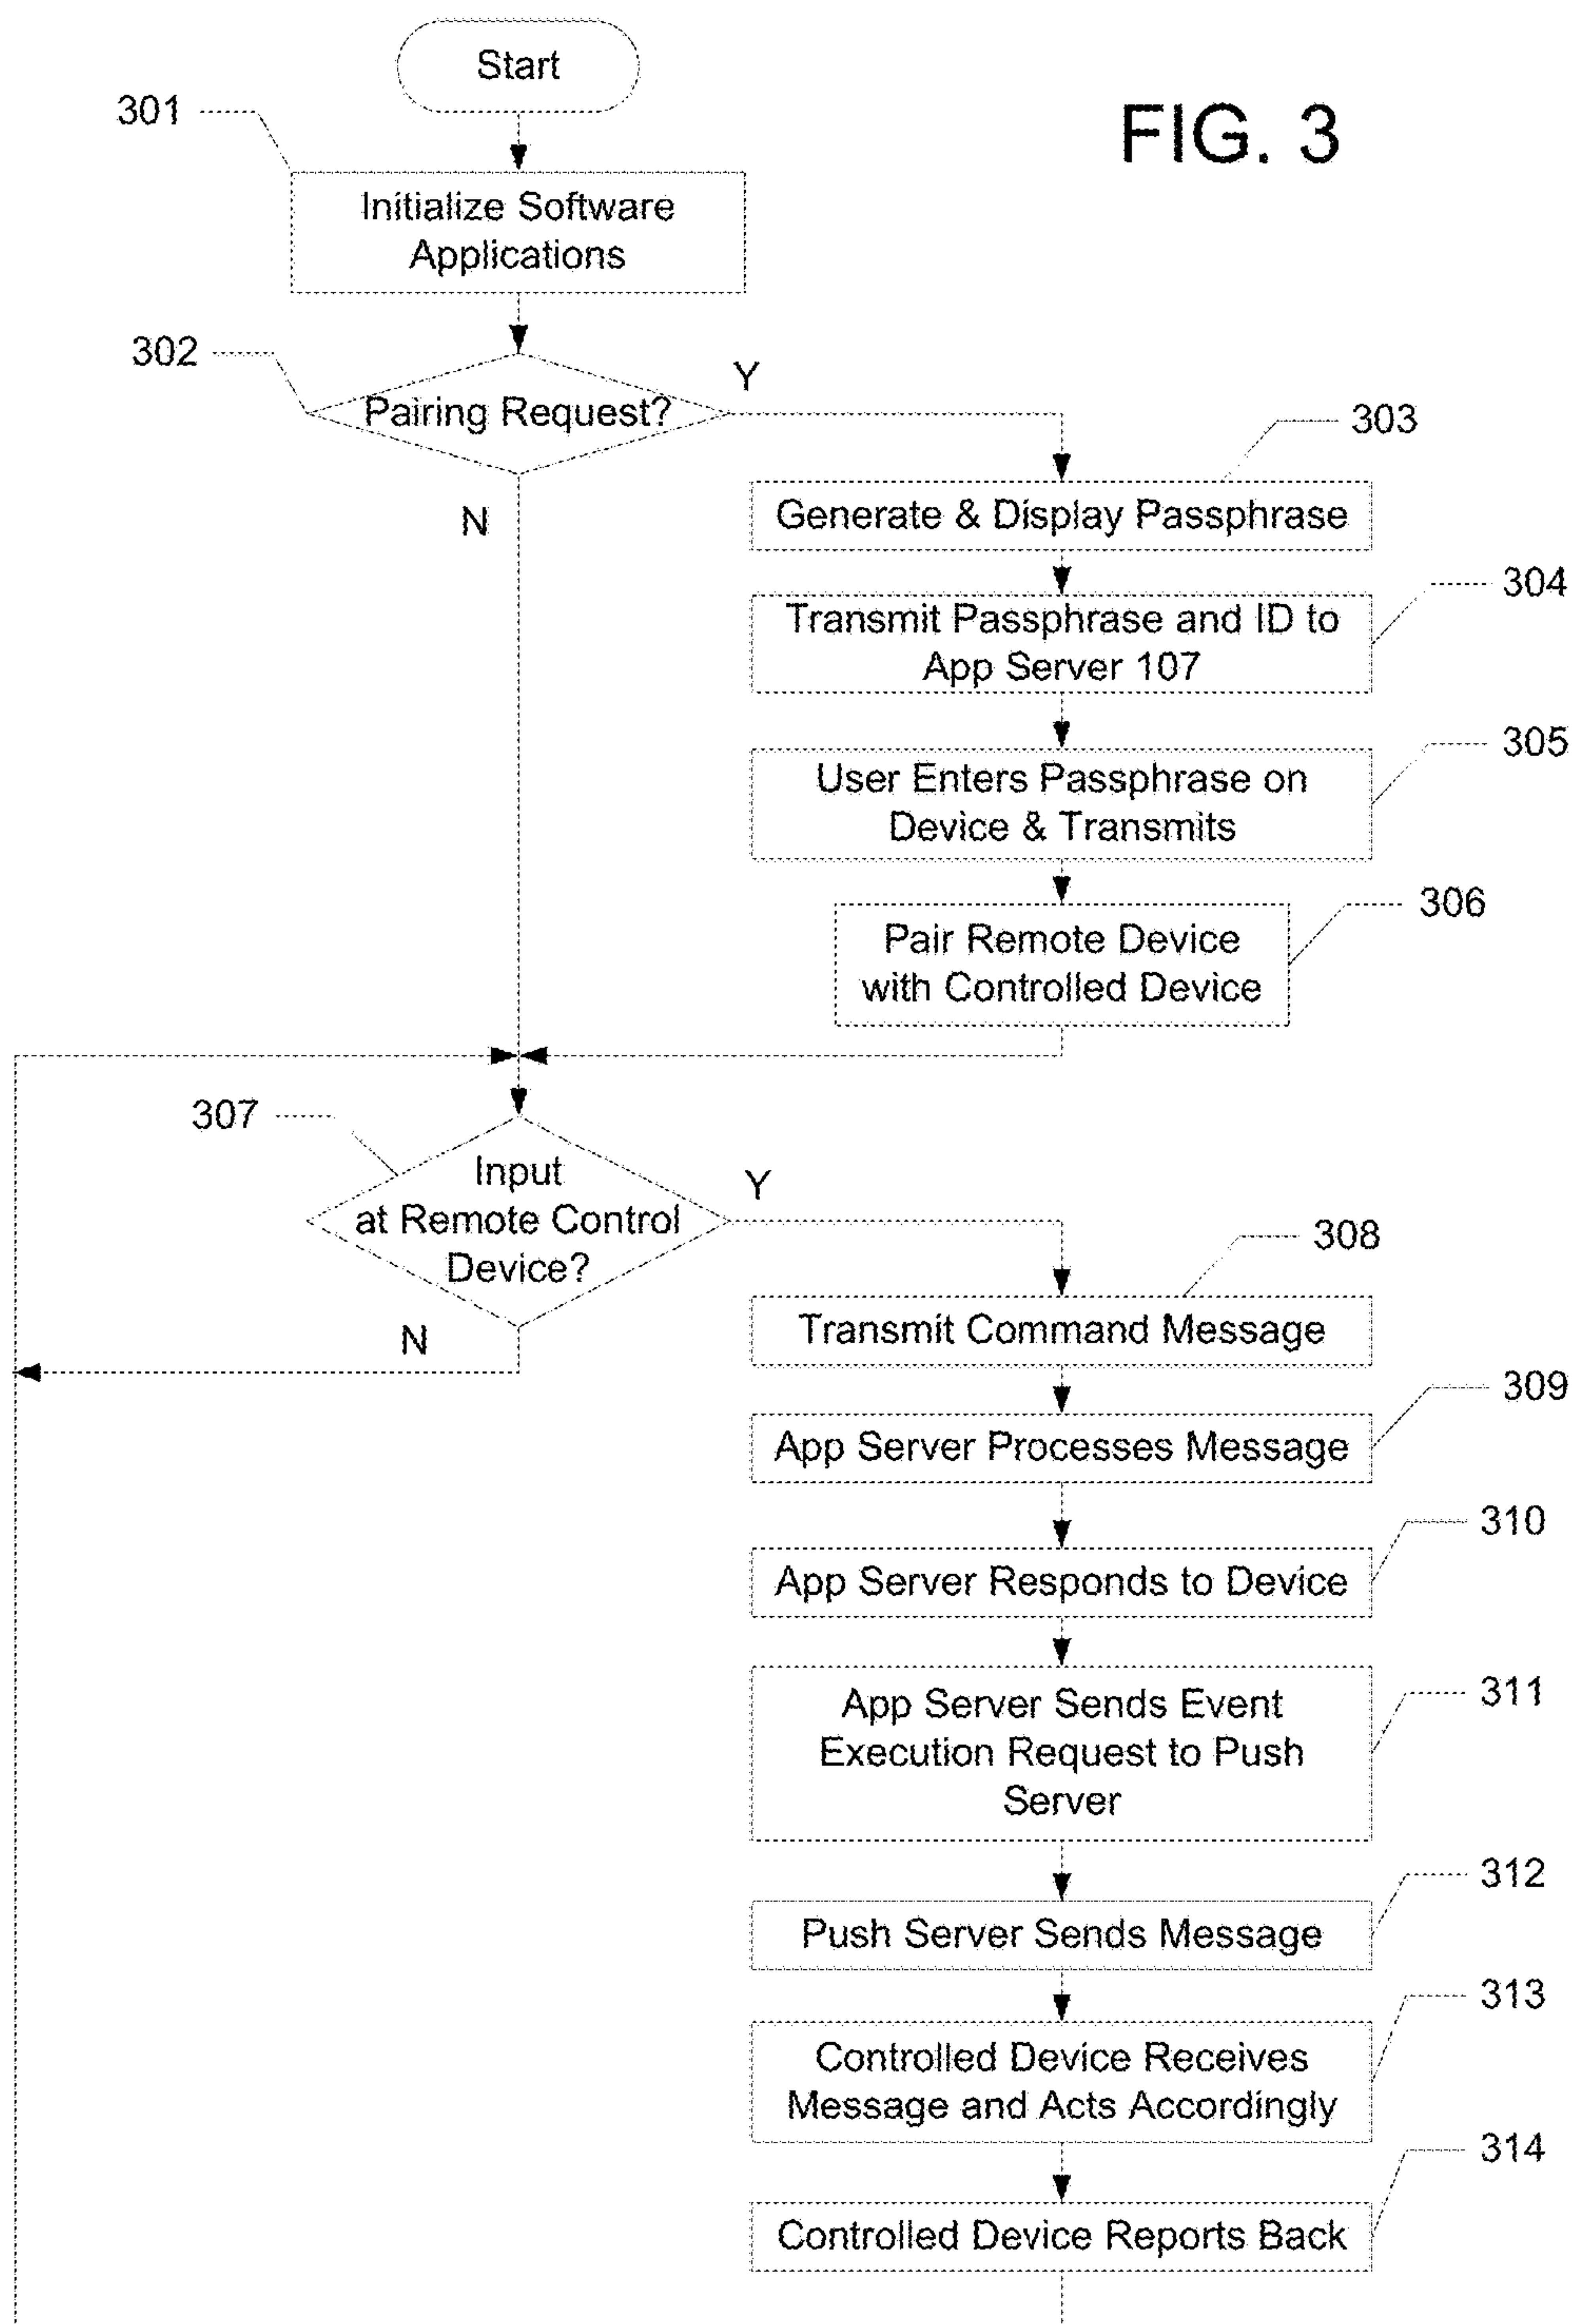 Start
FIG. 3
301
Initialize Software
Applications
302
Pairing Request?
Y
N
303
Generate & Display Passphrase
304
Transmit Passphrase and ID to
App Server 107
305
User Enters Passphrase on
Device & Transmits
306
Pair Remote Device
with Controlled Device
307
Input
at Remote Control
Device?
Y
N
308
Transmit Command Message
309
App Server Processes Message
310
App Server Responds to Device
311
App Server Sends Event
Execution Request to Push
Server
312
Push Server Sends Message
313
Controlled Device Receives
Message and Acts Accordingly
314
Controlled Device Reports Back